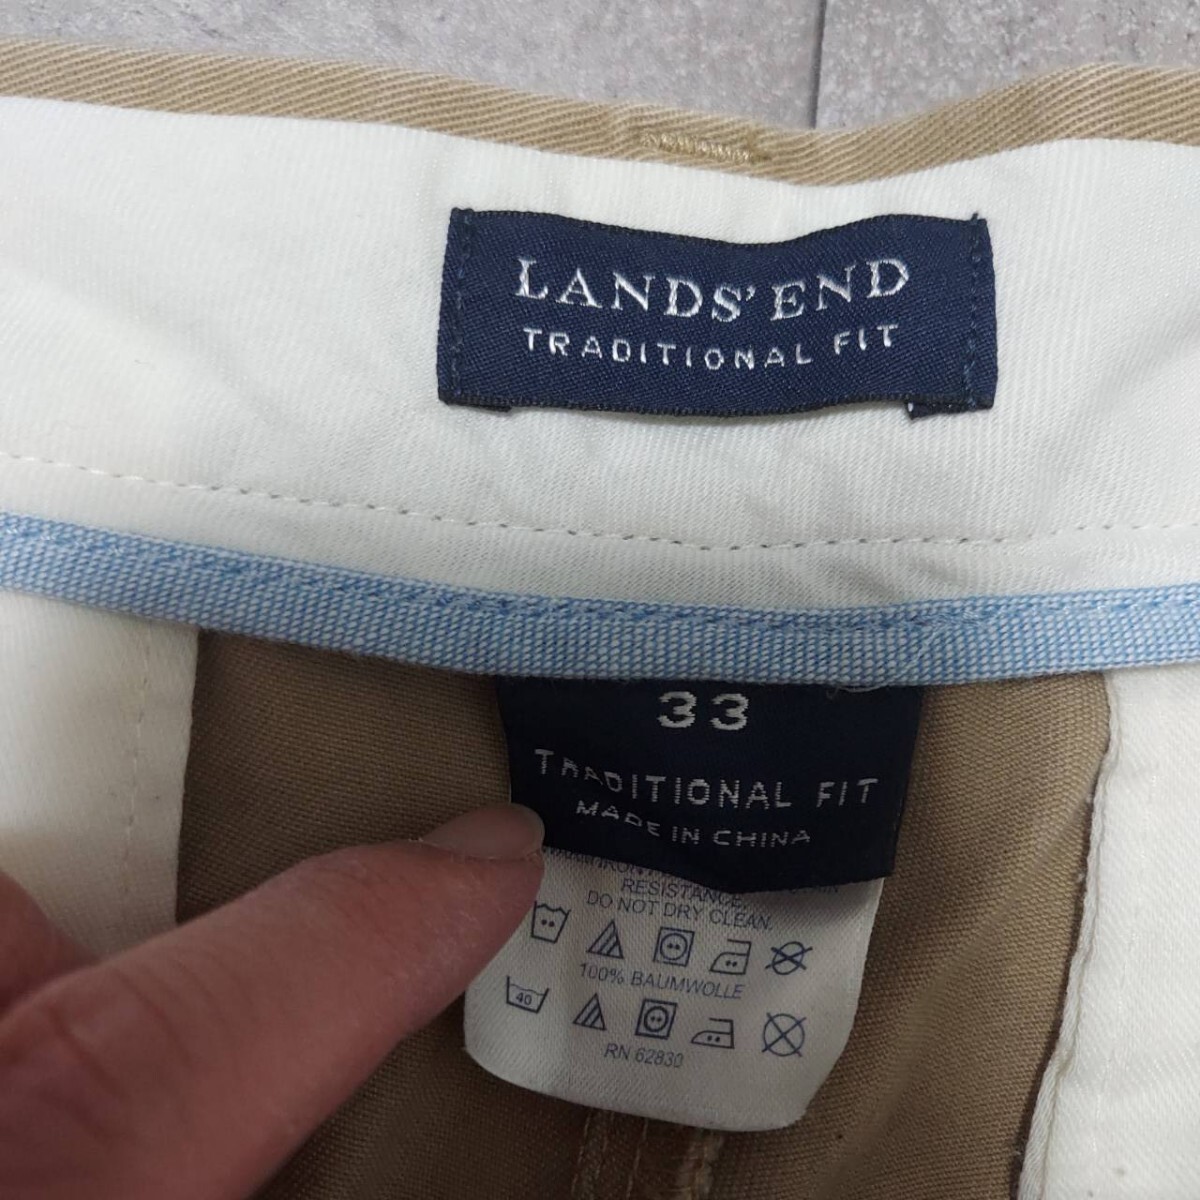 LANDS' END
TRADITIONAL FIT
33
TRADITIONAL FIT
MADE IN CHINA
RESISTANCE.
DO NOT DRY CLEAN.
100% BAUMWOLLE
40
RN 62830